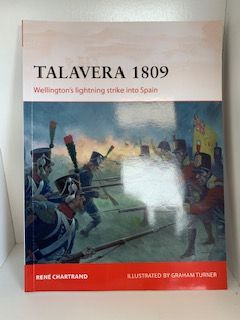 TALAVERA 1809
Wellington's lightning strike into Spain
RENÉ CHARTRAND
ILLUSTRATED BY GRAHAM TURNER